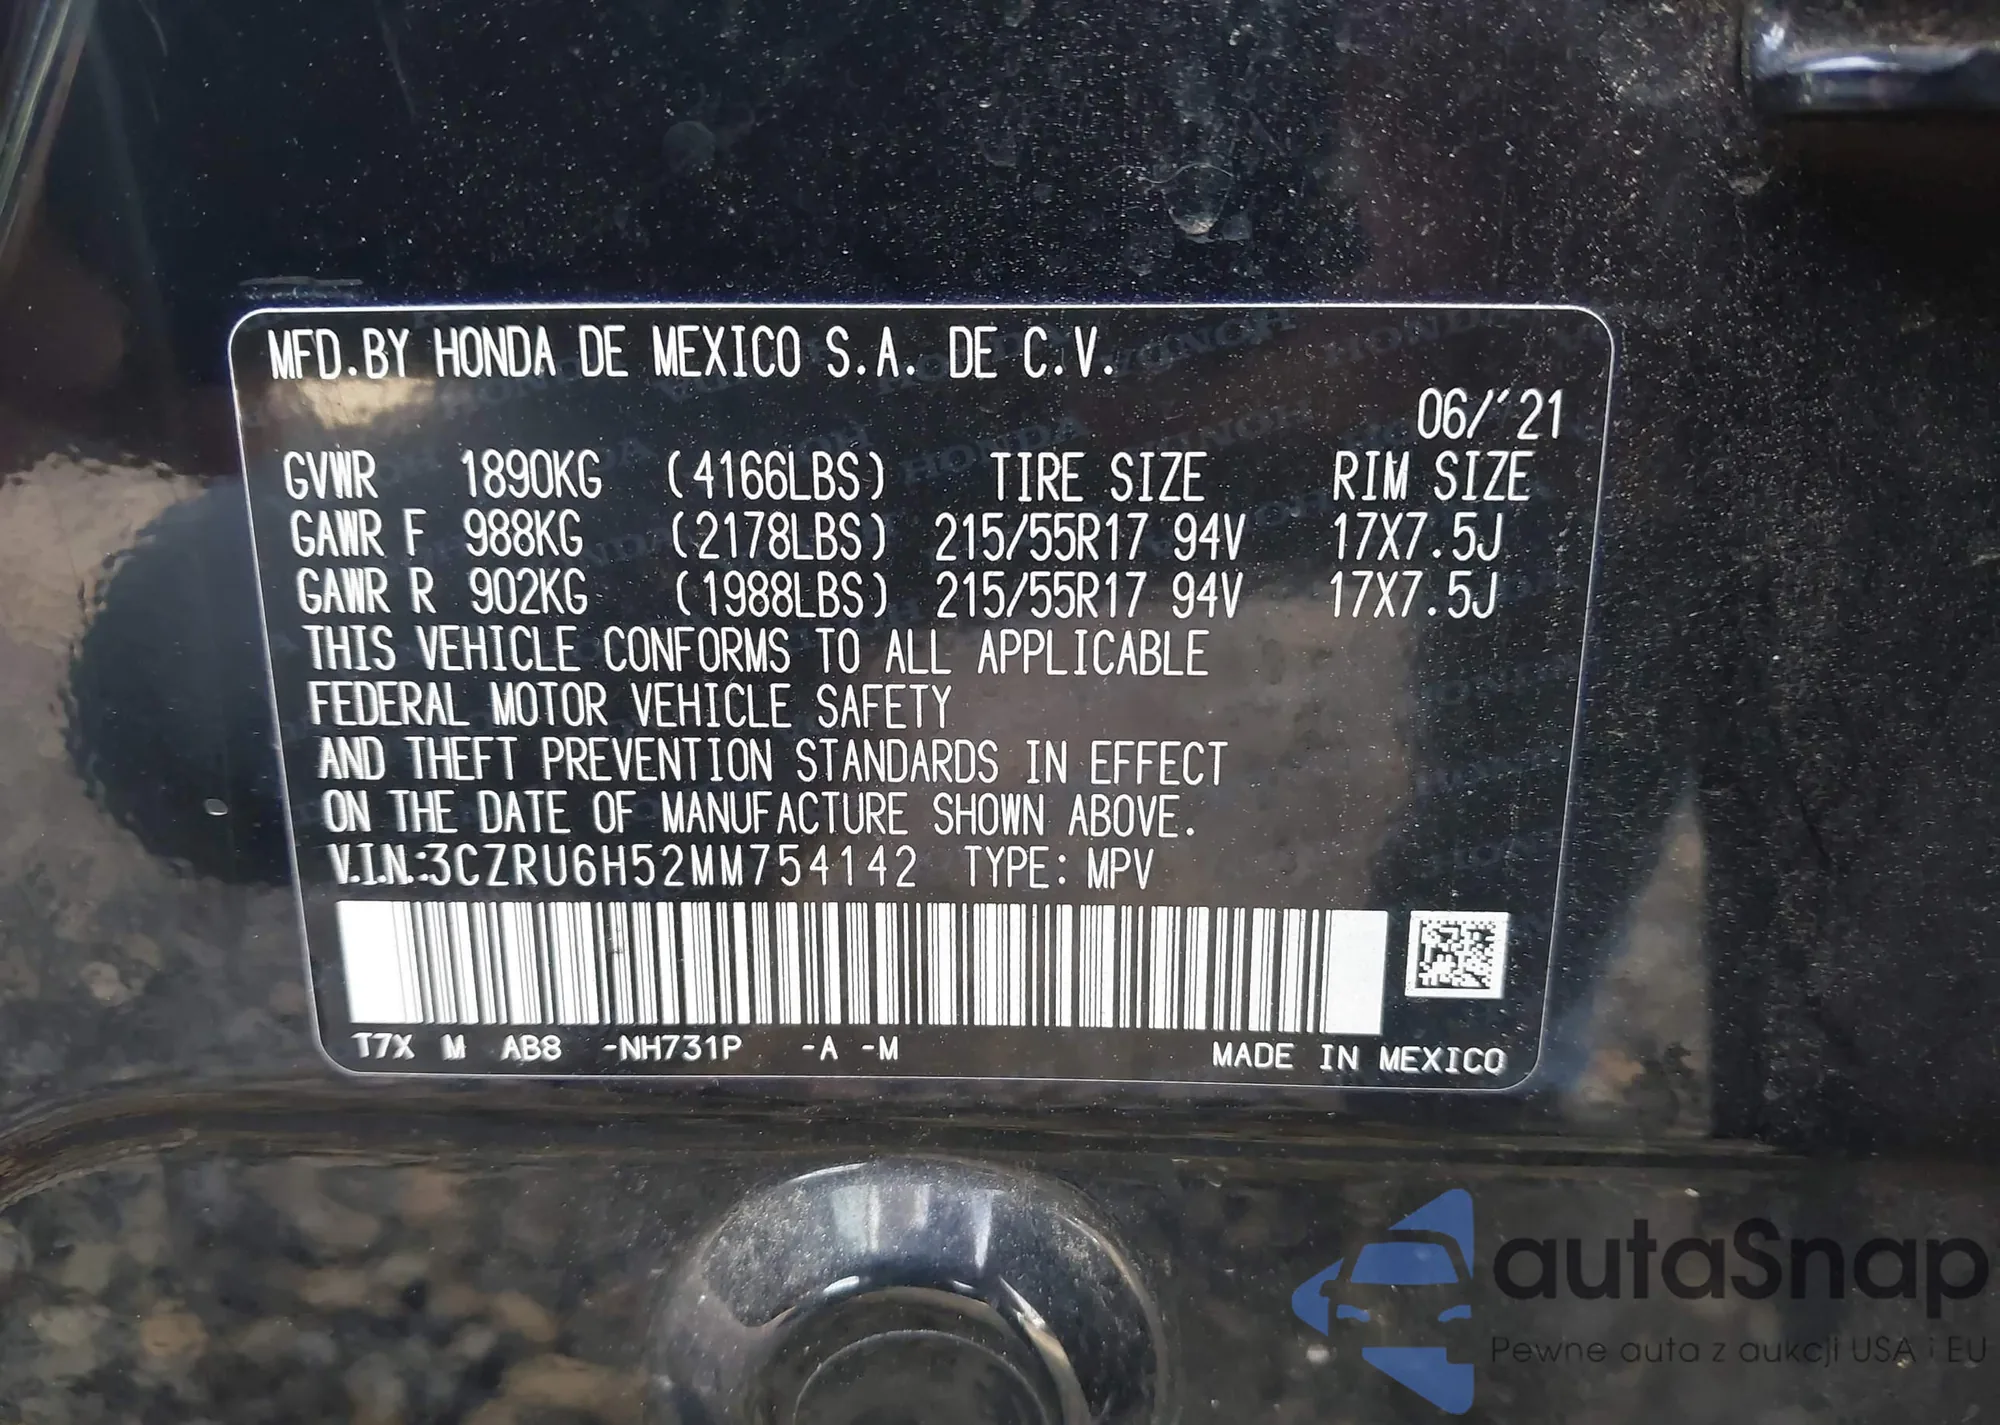 MFD.BY HONDA DE MEXICO S.A. DE C.V.
06/'21
GVWR 1890KG (4166LBS) TIRE SIZE RIM SIZE
GAWR F 988KG (2178LBS) 215/55R17 94V 17X7.5J
GAWR R 902KG (1988LBS) 215/55R17 94V 17X7.5J
THIS VEHICLE CONFORMS TO ALL APPLICABLE
FEDERAL MOTOR VEHICLE SAFETY
AND THEFT PREVENTION STANDARDS IN EFFECT
ON THE DATE OF MANUFACTURE SHOWN ABOVE.
V.I.N.:3CZRU6H52MM754142 TYPE: MPV
T7X M AB8 -NH731P -A -M MADE IN MEXICO
autaSnap
Pewne auta z aukcji USA i EU